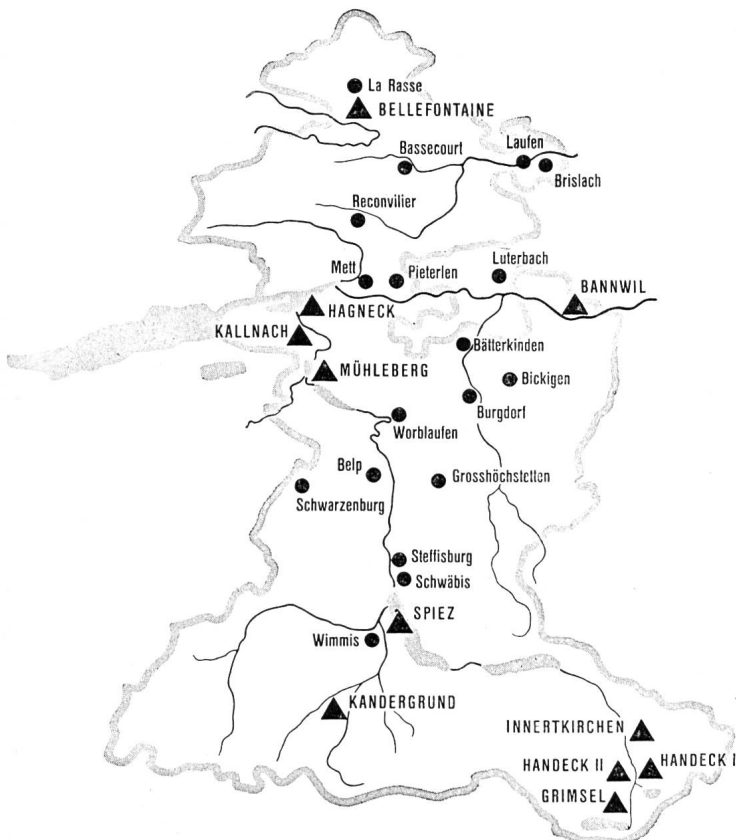 La Rasse
BELLEFONTAINE
Bassecourt
Laufen
Brislach
Reconvilier
Mett
Pieterlen
Luterbach
BANNWIL
HAGNECK
KALLNACH
Bätterkinden
MÜHLEBERG
Bickigen
Burgdorf
Worblaufen
Belp
Grosshöchstetten
Schwarzenburg
Steffisburg
Schwäbis
SPIEZ
Wimmis
KANDERGRUND
INNERTKIRCHEN
HANDECK II
HANDECK I
GRIMSEL